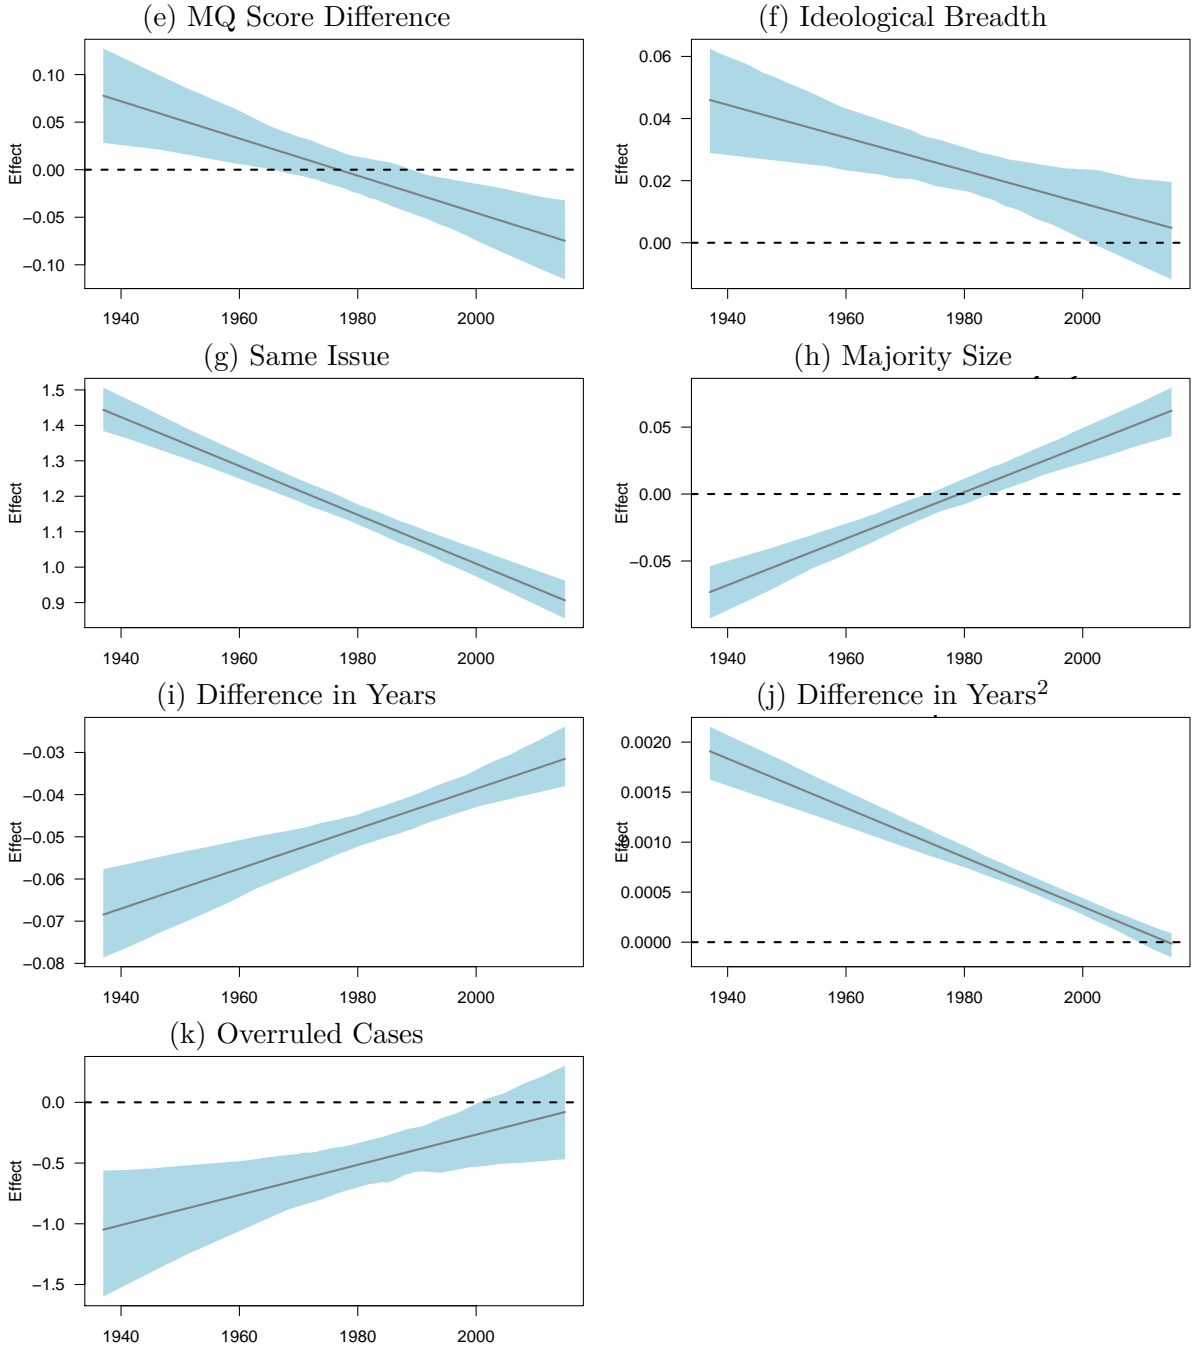 (e) MQ Score Difference
Effect
0.10
0.05
0.00
−0.05
−0.10
1940 1960 1980 2000
(f) Ideological Breadth
Effect
0.06
0.04
0.02
0.00
1940 1960 1980 2000
(g) Same Issue
Effect
1.5
1.4
1.3
1.2
1.1
1.0
0.9
1940 1960 1980 2000
(h) Majority Size
Effect
0.05
0.00
−0.05
1940 1960 1980 2000
(i) Difference in Years
Effect
−0.03
−0.04
−0.05
−0.06
−0.07
−0.08
1940 1960 1980 2000
(j) Difference in Years²
Effect
0.0020
0.0015
0.0010
0.0005
0.0000
1940 1960 1980 2000
(k) Overruled Cases
Effect
0.0
−0.5
−1.0
−1.5
1940 1960 1980 2000